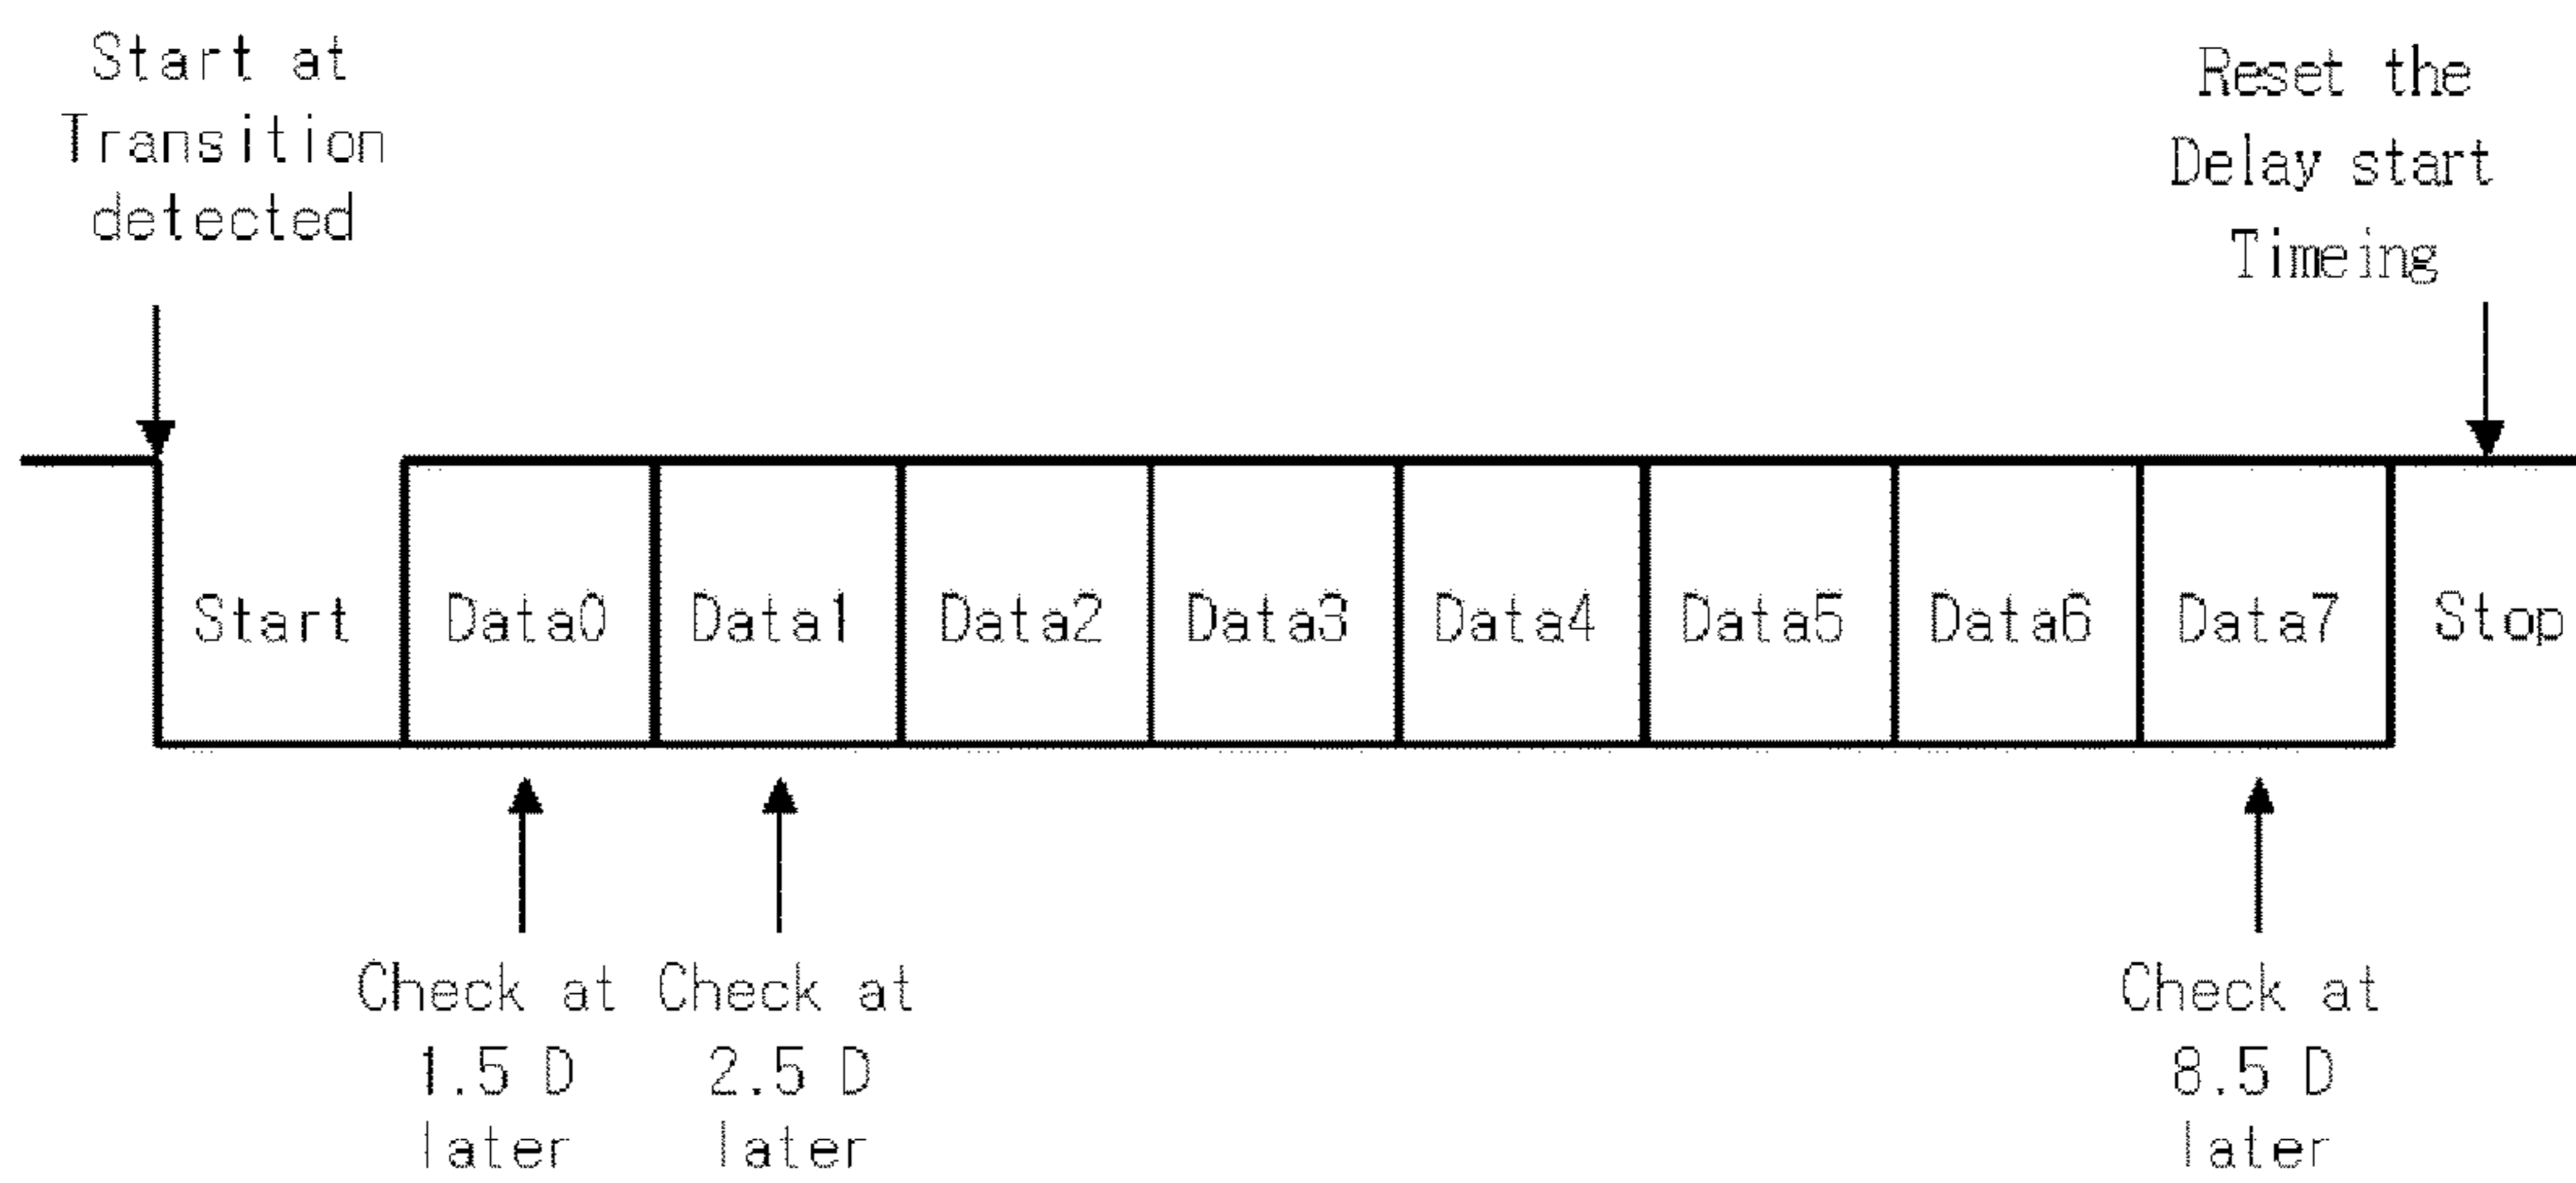 Start at
Transition
detected
Reset the
Delay start
Timeing
Start
Data0
Data1
Data2
Data3
Data4
Data5
Data6
Data7
Stop
Check at
1.5 D
later
Check at
2.5 D
later
Check at
8.5 D
later